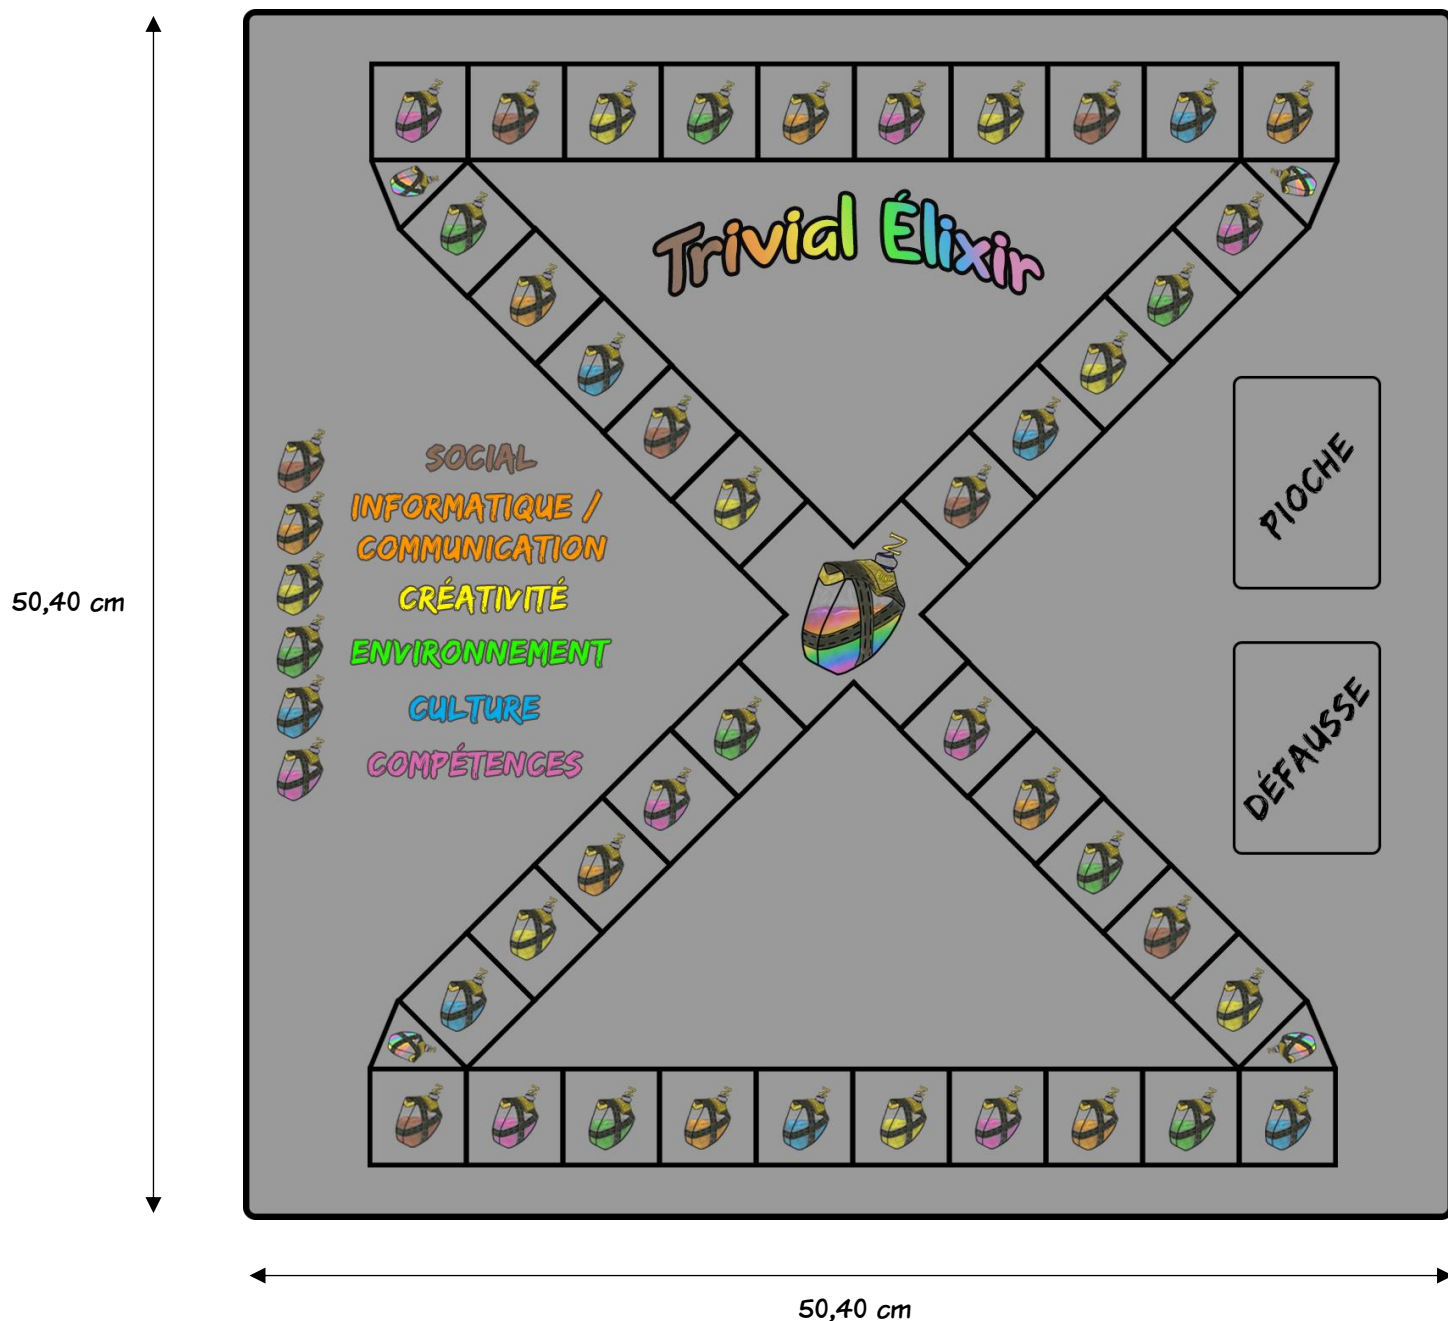 Trivial Élixir
SOCIAL
INFORMATIQUE /
COMMUNICATION
CRÉATIVITÉ
ENVIRONNEMENT
CULTURE
COMPÉTENCES
PIOCHE
DÉFAUSSE
50,40 cm
50,40 cm